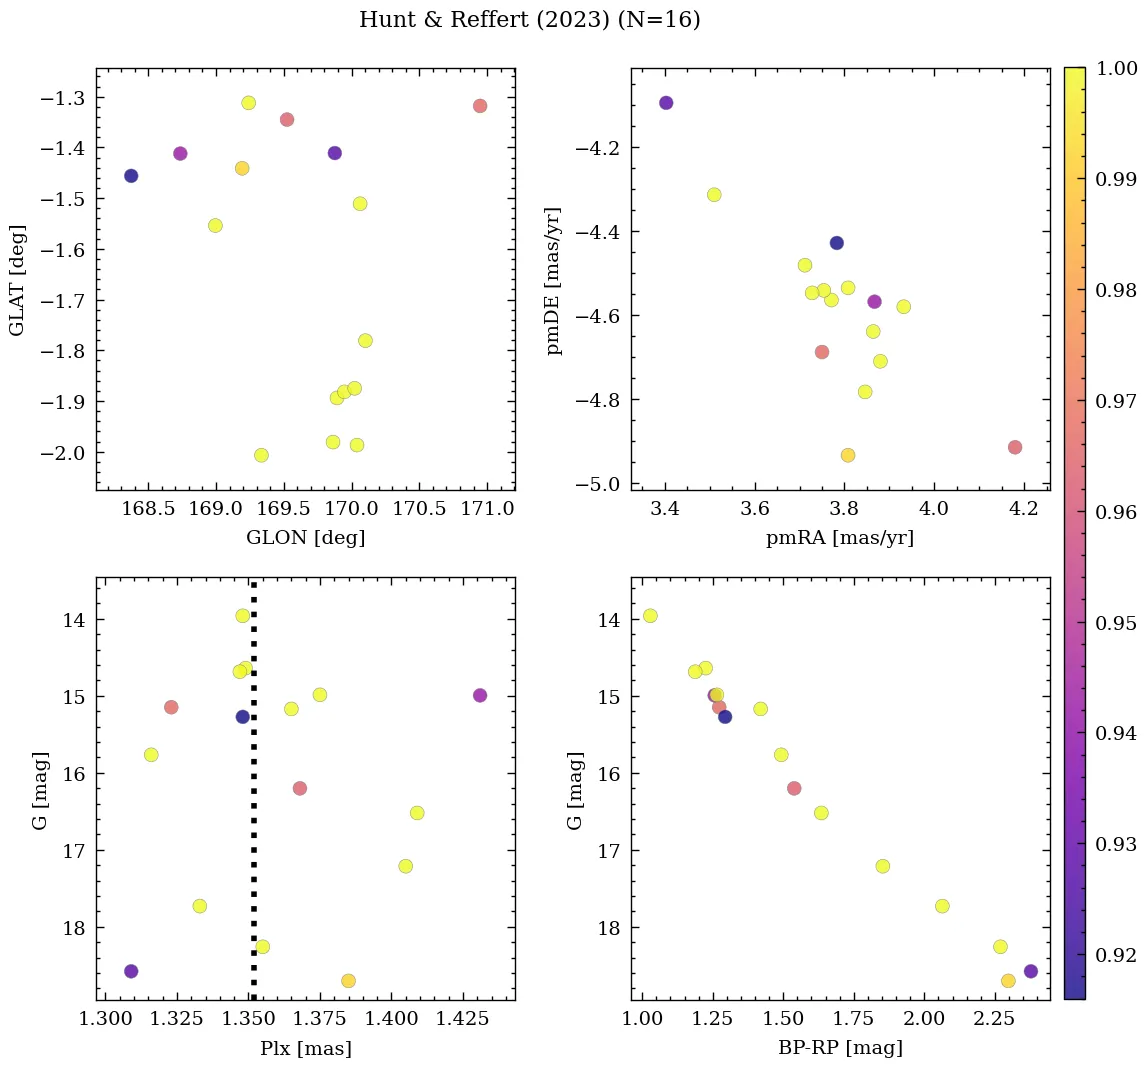 Hunt & Reffert (2023) (N=16)
−1.3
−1.4
−1.5
−1.6
−1.7
−1.8
−1.9
−2.0
GLAT [deg]
168.5 169.0 169.5 170.0 170.5 171.0
GLON [deg]
−4.2
−4.4
−4.6
−4.8
−5.0
pmDE [mas/yr]
3.4 3.6 3.8 4.0 4.2
pmRA [mas/yr]
14
15
16
17
18
G [mag]
1.300 1.325 1.350 1.375 1.400 1.425
Plx [mas]
14
15
16
17
18
G [mag]
1.00 1.25 1.50 1.75 2.00 2.25
BP-RP [mag]
1.00
0.99
0.98
0.97
0.96
0.95
0.94
0.93
0.92